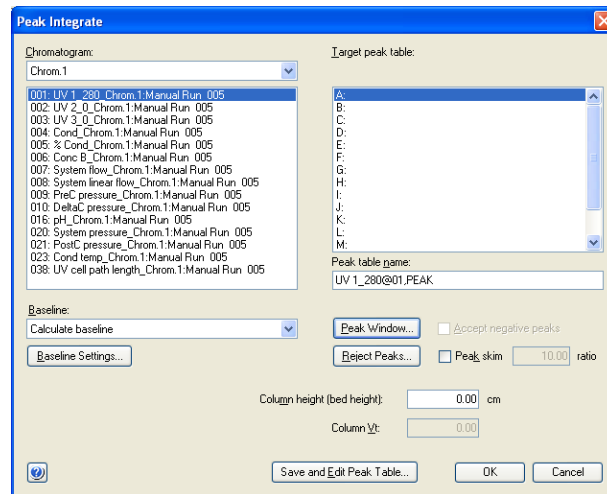 Peak Integrate
Chromatogram:
Chrom.1
001: UV 1_280_Chrom.1:Manual Run 005
002: UV 2_0_Chrom.1:Manual Run 005
003: UV 3_0_Chrom.1:Manual Run 005
004: Cond_Chrom.1:Manual Run 005
005: % Cond_Chrom.1:Manual Run 005
006: Conc B_Chrom.1:Manual Run 005
007: System flow_Chrom.1:Manual Run 005
008: System linear flow_Chrom.1:Manual Run 005
009: PreC pressure_Chrom.1:Manual Run 005
010: DeltaC pressure_Chrom.1:Manual Run 005
016: pH_Chrom.1:Manual Run 005
020: System pressure_Chrom.1:Manual Run 005
021: PostC pressure_Chrom.1:Manual Run 005
023: Cond temp_Chrom.1:Manual Run 005
038: UV cell path length_Chrom.1:Manual Run 005
Target peak table:
A:
B:
C:
D:
E:
F:
G:
H:
I:
J:
K:
L:
M:
Peak table name:
UV 1_280@01,PEAK
Baseline:
Calculate baseline
Baseline Settings...
Peak Window...
Accept negative peaks
Reject Peaks...
Peak skim
10.00 ratio
Column height (bed height): 0.00 cm
Column Vt: 0.00
Save and Edit Peak Table...
OK
Cancel